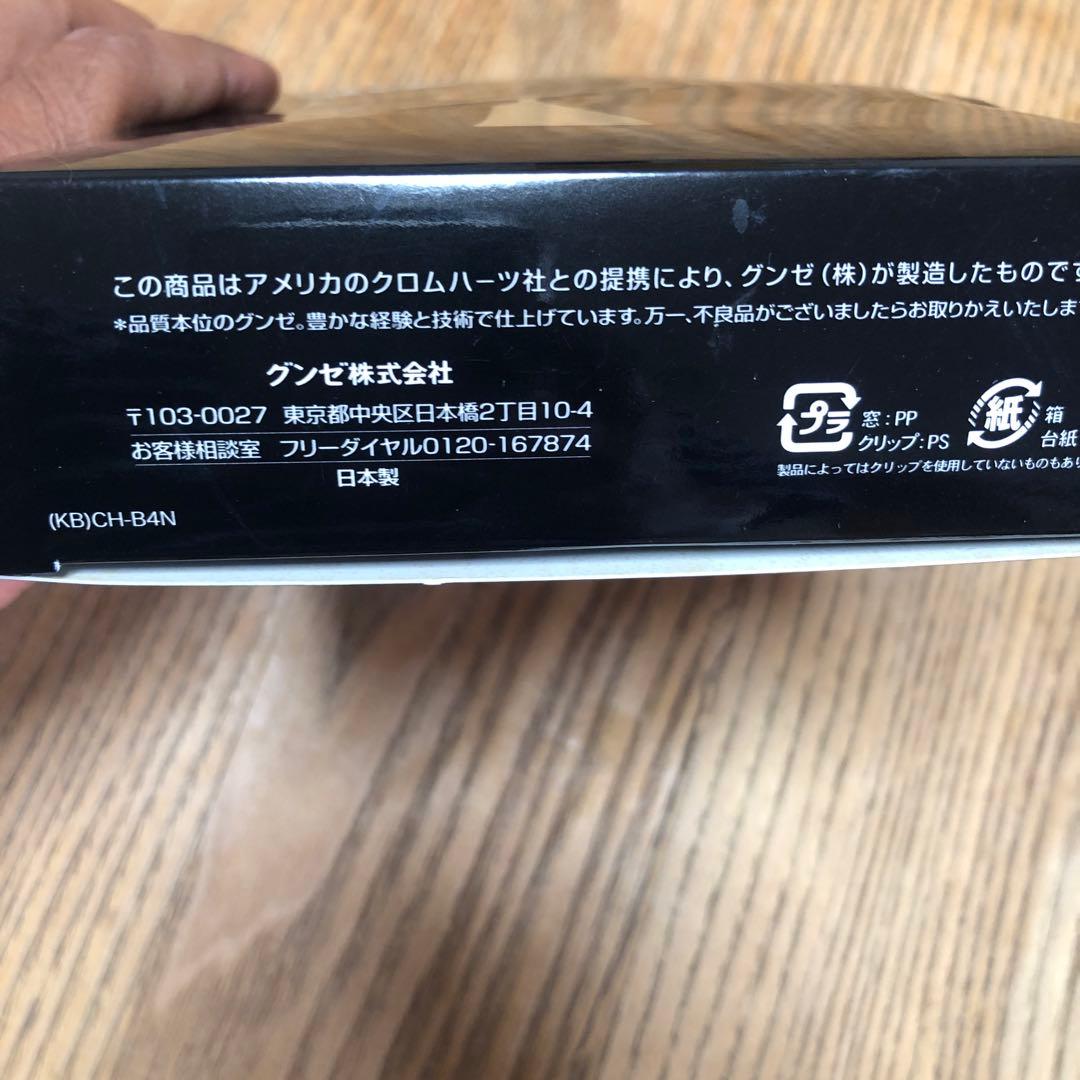 この商品はアメリカのクロムハーツ社との提携により、グンゼ(株)が製造したものです
*品質本位のグンゼ。豊かな経験と技術で仕上げています。万一、不良品がございましたらお取りかえいたしま
グンゼ株式会社
〒103-0027 東京都中央区日本橋2丁目10-4
お客様相談室 フリーダイヤル0120-167874
日本製
(KB)CH-B4N
プラ
窓:PP
クリップ:PS
紙
箱
台紙
製品によってはクリップを使用していないものもあり